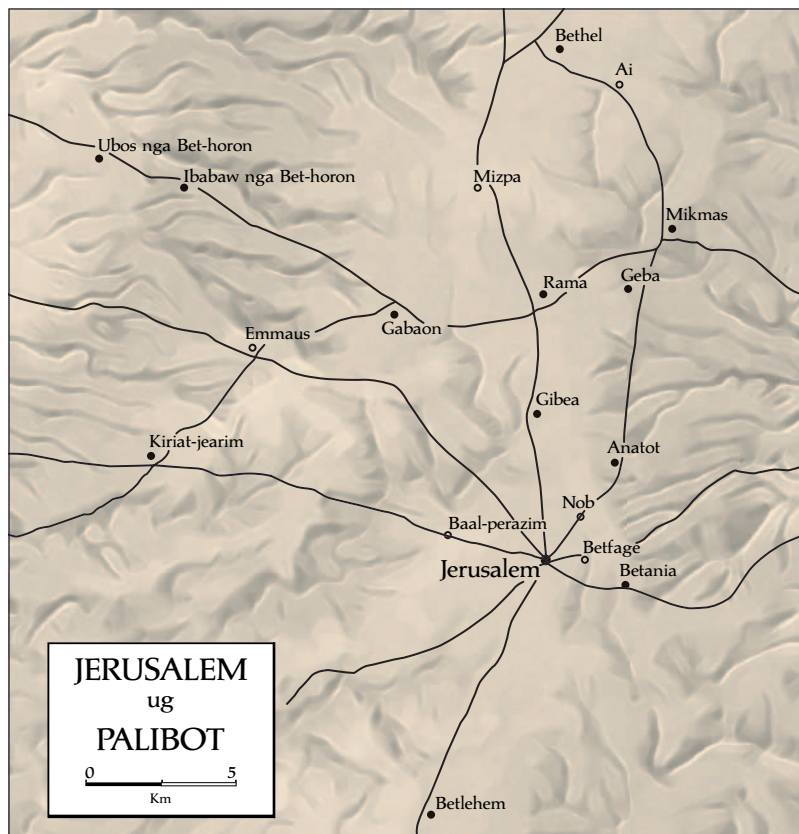 Bethel
Ai
Ubos nga Bet-horon
Ibabaw nga Bet-horon
Mizpa
Mikmas
Rama
Geba
Gabaon
Emmaus
Gibea
Kiriat-jearim
Anatot
Nob
Baal-perazim
Betfage
Jerusalem
Betania
JERUSALEM
ug
PALIBOT
0 5
Km
Betlehem